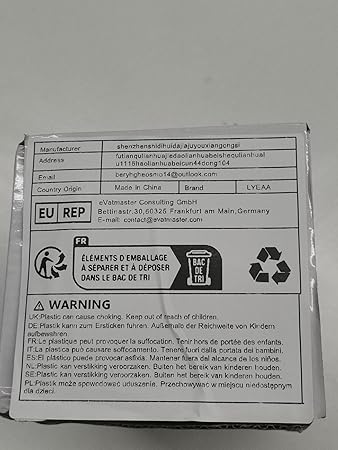 Manufacturer shenzhenshidihuidajiajuyouxiangongsi
Address futianqulianhuajiedaolianhuabeishequlianhual
u1116haolianhuabeicun44dong104
Email beryhgheosmo14@outlook.com
Country Origin Made in China Brand LYEAA
EU REP
eVatmaster Consulting GmbH
Bettinastr.30,60325 Frankfurt am Main,Germany
E-mail: contact@evatmaster.com
FR
ÉLÉMENTS D'EMBALLAGE
À SÉPARER ET À DÉPOSER
DANS LE BAC DE TRI
BAC
DE
TRI
WARNING
UK:Plastic can cause choking. Keep out of reach of children.
DE:Plastik kann zum Ersticken führen. Außerhalb der Reichweite von Kindern
aufbewahren.
FR:Le plastique peut provoquer la suffocation. Tenir hors de portée des enfants.
IT:La plastica può causare soffocamento. Tenere fuori dalla portata dei bambini.
ES:El plástico puede provocar asfixia. Mantener fuera del alcance de los niños.
NL:Plastic kan verstikking veroorzaken. Buiten het bereik van kinderen houden.
SE:Plastic kan verstikking veroorzaken. Buiten het bereik van kinderen houden.
PL:Plastik może spowodować uduszenie. Przechowywać w miejscu niedostępnym
dla dzieci.